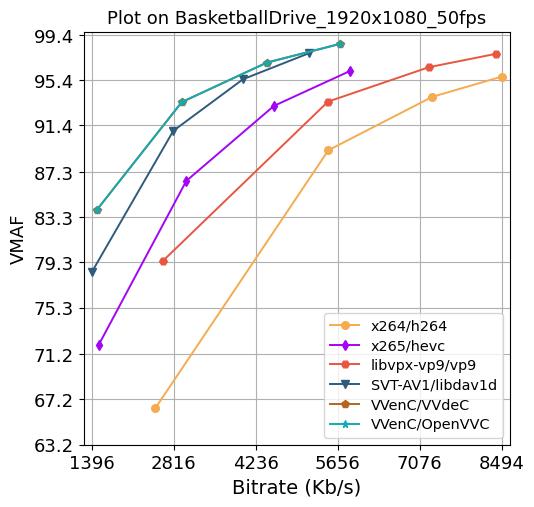 Plot on BasketballDrive_1920x1080_50fps
99.4
95.4
91.4
87.3
83.3
79.3
75.3
71.2
67.2
63.2
VMAF
x264/h264
x265/hevc
libvpx-vp9/vp9
SVT-AV1/libdav1d
VVenC/VVdeC
VVenC/OpenVVC
1396 2816 4236 5656 7076 8494
Bitrate (Kb/s)